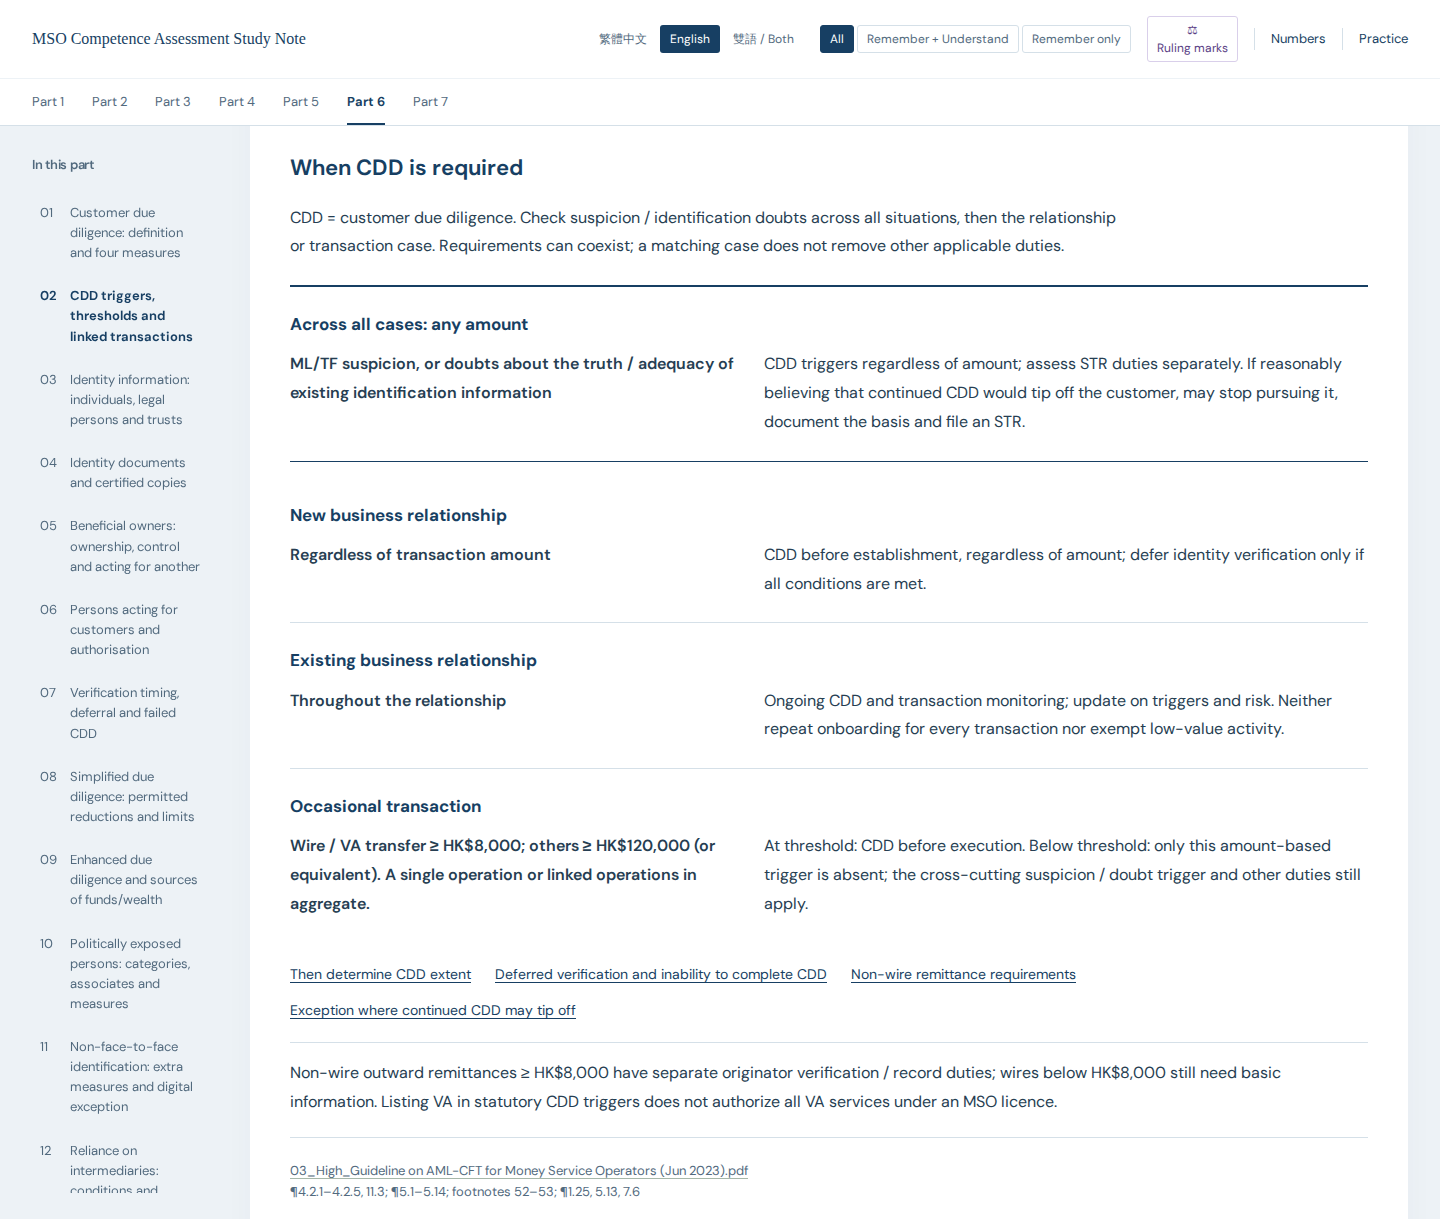 MSO Competence Assessment Study Note
繁體中文
English
雙語 / Both
All
Remember + Understand
Remember only
⚖
Ruling marks
Numbers
Practice
Part 1
Part 2
Part 3
Part 4
Part 5
Part 6
Part 7
In this part
01 Customer due
diligence: definition
and four measures
02 CDD triggers,
thresholds and
linked transactions
03 Identity information:
individuals, legal
persons and trusts
04 Identity documents
and certified copies
05 Beneficial owners:
ownership, control
and acting for another
06 Persons acting for
customers and
authorisation
07 Verification timing,
deferral and failed
CDD
08 Simplified due
diligence: permitted
reductions and limits
09 Enhanced due
diligence and sources
of funds/wealth
10 Politically exposed
persons: categories,
associates and
measures
11 Non-face-to-face
identification: extra
measures and digital
exception
12 Reliance on
intermediaries:
conditions and
When CDD is required
CDD = customer due diligence. Check suspicion / identification doubts across all situations, then the relationship
or transaction case. Requirements can coexist; a matching case does not remove other applicable duties.
Across all cases: any amount
ML/TF suspicion, or doubts about the truth / adequacy of
existing identification information
CDD triggers regardless of amount; assess STR duties separately. If reasonably
believing that continued CDD would tip off the customer, may stop pursuing it,
document the basis and file an STR.
New business relationship
Regardless of transaction amount
CDD before establishment, regardless of amount; defer identity verification only if
all conditions are met.
Existing business relationship
Throughout the relationship
Ongoing CDD and transaction monitoring; update on triggers and risk. Neither
repeat onboarding for every transaction nor exempt low-value activity.
Occasional transaction
Wire / VA transfer ≥ HK$8,000; others ≥ HK$120,000 (or
equivalent). A single operation or linked operations in
aggregate.
At threshold: CDD before execution. Below threshold: only this amount-based
trigger is absent; the cross-cutting suspicion / doubt trigger and other duties still
apply.
Then determine CDD extent
Deferred verification and inability to complete CDD
Non-wire remittance requirements
Exception where continued CDD may tip off
Non-wire outward remittances ≥ HK$8,000 have separate originator verification / record duties; wires below HK$8,000 still need basic
information. Listing VA in statutory CDD triggers does not authorize all VA services under an MSO licence.
03_High_Guideline on AML-CFT for Money Service Operators (Jun 2023).pdf
¶4.2.1–4.2.5, 11.3; ¶5.1–5.14; footnotes 52–53; ¶1.25, 5.13, 7.6